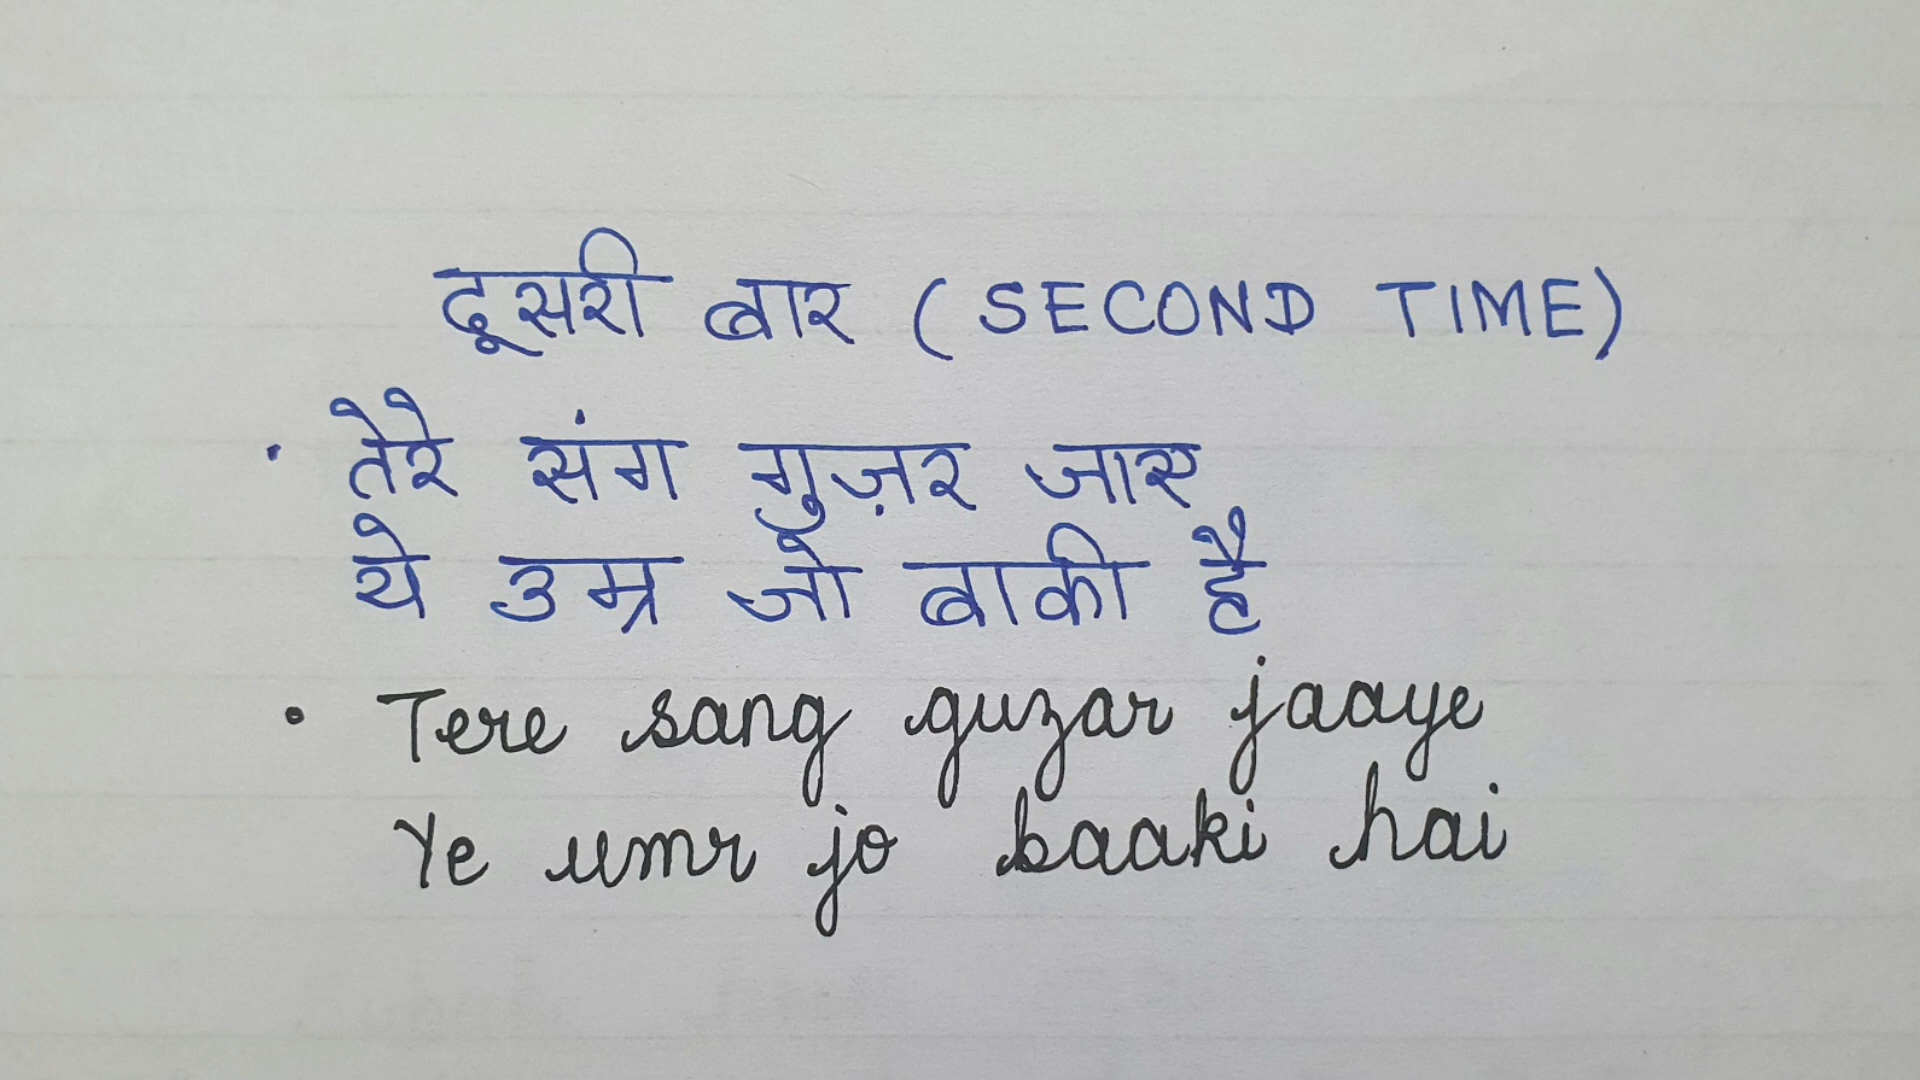 दूसरी बार (SECOND TIME)
· तेरे संग गुज़र जाए
ये उम्र जो बाकी है
• Tere sang guzar jaaye
Ye umr jo baaki hai